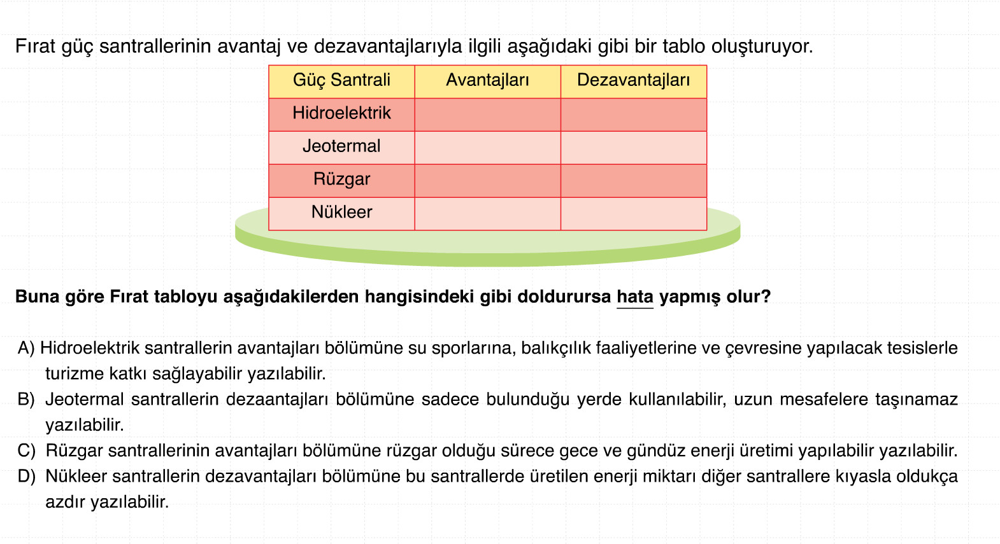 Fırat güç santrallerinin avantaj ve dezavantajlarıyla ilgili aşağıdaki gibi bir tablo oluşturuyor.
Güç Santrali Avantajları Dezavantajları
Hidroelektrik
Jeotermal
Rüzgar
Nükleer
Buna göre Fırat tabloyu aşağıdakilerden hangisindeki gibi doldurursa hata yapmış olur?
A) Hidroelektrik santrallerin avantajları bölümüne su sporlarına, balıkçılık faaliyetlerine ve çevresine yapılacak tesislerle
turizme katkı sağlayabilir yazılabilir.
B) Jeotermal santrallerin dezaantajları bölümüne sadece bulunduğu yerde kullanılabilir, uzun mesafelere taşınamaz
yazılabilir.
C) Rüzgar santrallerinin avantajları bölümüne rüzgar olduğu sürece gece ve gündüz enerji üretimi yapılabilir yazılabilir.
D) Nükleer santrallerin dezavantajları bölümüne bu santrallerde üretilen enerji miktarı diğer santrallere kıyasla oldukça
azdır yazılabilir.